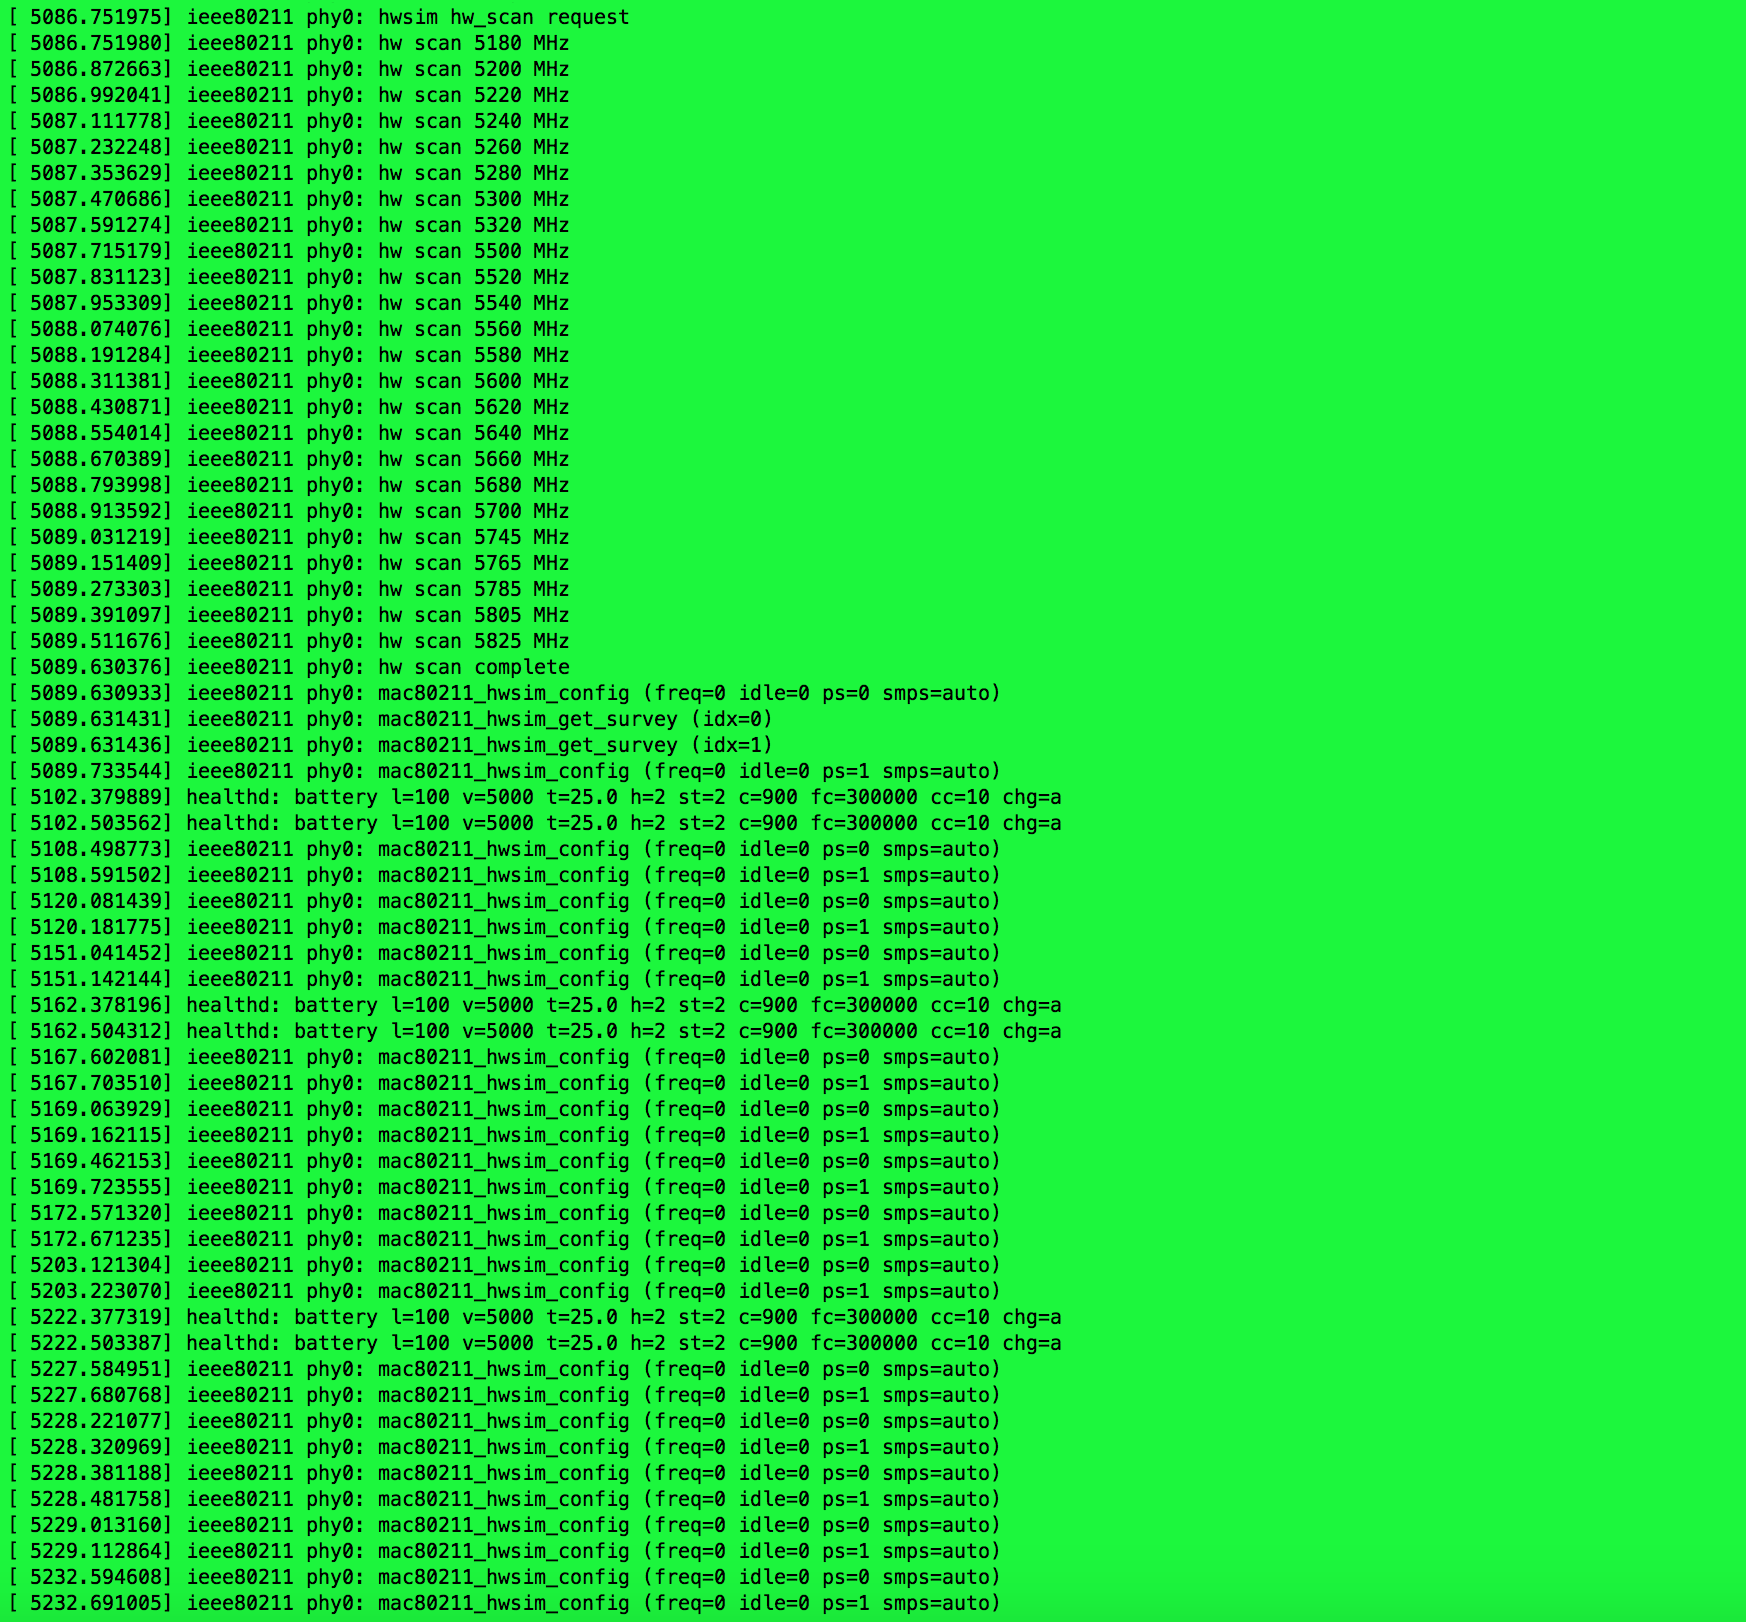 [ 5086.751975] ieee80211 phy0: hwsim hw_scan request
[ 5086.751980] ieee80211 phy0: hw scan 5180 MHz
[ 5086.872663] ieee80211 phy0: hw scan 5200 MHz
[ 5086.992041] ieee80211 phy0: hw scan 5220 MHz
[ 5087.111778] ieee80211 phy0: hw scan 5240 MHz
[ 5087.232248] ieee80211 phy0: hw scan 5260 MHz
[ 5087.353629] ieee80211 phy0: hw scan 5280 MHz
[ 5087.470686] ieee80211 phy0: hw scan 5300 MHz
[ 5087.591274] ieee80211 phy0: hw scan 5320 MHz
[ 5087.715179] ieee80211 phy0: hw scan 5500 MHz
[ 5087.831123] ieee80211 phy0: hw scan 5520 MHz
[ 5087.953309] ieee80211 phy0: hw scan 5540 MHz
[ 5088.074076] ieee80211 phy0: hw scan 5560 MHz
[ 5088.191284] ieee80211 phy0: hw scan 5580 MHz
[ 5088.311381] ieee80211 phy0: hw scan 5600 MHz
[ 5088.430871] ieee80211 phy0: hw scan 5620 MHz
[ 5088.554014] ieee80211 phy0: hw scan 5640 MHz
[ 5088.670389] ieee80211 phy0: hw scan 5660 MHz
[ 5088.793998] ieee80211 phy0: hw scan 5680 MHz
[ 5088.913592] ieee80211 phy0: hw scan 5700 MHz
[ 5089.031219] ieee80211 phy0: hw scan 5745 MHz
[ 5089.151409] ieee80211 phy0: hw scan 5765 MHz
[ 5089.273303] ieee80211 phy0: hw scan 5785 MHz
[ 5089.391097] ieee80211 phy0: hw scan 5805 MHz
[ 5089.511676] ieee80211 phy0: hw scan 5825 MHz
[ 5089.630376] ieee80211 phy0: hw scan complete
[ 5089.630933] ieee80211 phy0: mac80211_hwsim_config (freq=0 idle=0 ps=0 smps=auto)
[ 5089.631431] ieee80211 phy0: mac80211_hwsim_get_survey (idx=0)
[ 5089.631436] ieee80211 phy0: mac80211_hwsim_get_survey (idx=1)
[ 5089.733544] ieee80211 phy0: mac80211_hwsim_config (freq=0 idle=0 ps=1 smps=auto)
[ 5102.379889] healthd: battery l=100 v=5000 t=25.0 h=2 st=2 c=900 fc=300000 cc=10 chg=a
[ 5102.503562] healthd: battery l=100 v=5000 t=25.0 h=2 st=2 c=900 fc=300000 cc=10 chg=a
[ 5108.498773] ieee80211 phy0: mac80211_hwsim_config (freq=0 idle=0 ps=0 smps=auto)
[ 5108.591502] ieee80211 phy0: mac80211_hwsim_config (freq=0 idle=0 ps=1 smps=auto)
[ 5120.081439] ieee80211 phy0: mac80211_hwsim_config (freq=0 idle=0 ps=0 smps=auto)
[ 5120.181775] ieee80211 phy0: mac80211_hwsim_config (freq=0 idle=0 ps=1 smps=auto)
[ 5151.041452] ieee80211 phy0: mac80211_hwsim_config (freq=0 idle=0 ps=0 smps=auto)
[ 5151.142144] ieee80211 phy0: mac80211_hwsim_config (freq=0 idle=0 ps=1 smps=auto)
[ 5162.378196] healthd: battery l=100 v=5000 t=25.0 h=2 st=2 c=900 fc=300000 cc=10 chg=a
[ 5162.504312] healthd: battery l=100 v=5000 t=25.0 h=2 st=2 c=900 fc=300000 cc=10 chg=a
[ 5167.602081] ieee80211 phy0: mac80211_hwsim_config (freq=0 idle=0 ps=0 smps=auto)
[ 5167.703510] ieee80211 phy0: mac80211_hwsim_config (freq=0 idle=0 ps=1 smps=auto)
[ 5169.063929] ieee80211 phy0: mac80211_hwsim_config (freq=0 idle=0 ps=0 smps=auto)
[ 5169.162115] ieee80211 phy0: mac80211_hwsim_config (freq=0 idle=0 ps=1 smps=auto)
[ 5169.462153] ieee80211 phy0: mac80211_hwsim_config (freq=0 idle=0 ps=0 smps=auto)
[ 5169.723555] ieee80211 phy0: mac80211_hwsim_config (freq=0 idle=0 ps=1 smps=auto)
[ 5172.571320] ieee80211 phy0: mac80211_hwsim_config (freq=0 idle=0 ps=0 smps=auto)
[ 5172.671235] ieee80211 phy0: mac80211_hwsim_config (freq=0 idle=0 ps=1 smps=auto)
[ 5203.121304] ieee80211 phy0: mac80211_hwsim_config (freq=0 idle=0 ps=0 smps=auto)
[ 5203.223070] ieee80211 phy0: mac80211_hwsim_config (freq=0 idle=0 ps=1 smps=auto)
[ 5222.377319] healthd: battery l=100 v=5000 t=25.0 h=2 st=2 c=900 fc=300000 cc=10 chg=a
[ 5222.503387] healthd: battery l=100 v=5000 t=25.0 h=2 st=2 c=900 fc=300000 cc=10 chg=a
[ 5227.584951] ieee80211 phy0: mac80211_hwsim_config (freq=0 idle=0 ps=0 smps=auto)
[ 5227.680768] ieee80211 phy0: mac80211_hwsim_config (freq=0 idle=0 ps=1 smps=auto)
[ 5228.221077] ieee80211 phy0: mac80211_hwsim_config (freq=0 idle=0 ps=0 smps=auto)
[ 5228.320969] ieee80211 phy0: mac80211_hwsim_config (freq=0 idle=0 ps=1 smps=auto)
[ 5228.381188] ieee80211 phy0: mac80211_hwsim_config (freq=0 idle=0 ps=0 smps=auto)
[ 5228.481758] ieee80211 phy0: mac80211_hwsim_config (freq=0 idle=0 ps=1 smps=auto)
[ 5229.013160] ieee80211 phy0: mac80211_hwsim_config (freq=0 idle=0 ps=0 smps=auto)
[ 5229.112864] ieee80211 phy0: mac80211_hwsim_config (freq=0 idle=0 ps=1 smps=auto)
[ 5232.594608] ieee80211 phy0: mac80211_hwsim_config (freq=0 idle=0 ps=0 smps=auto)
[ 5232.691005] ieee80211 phy0: mac80211_hwsim_config (freq=0 idle=0 ps=1 smps=auto)